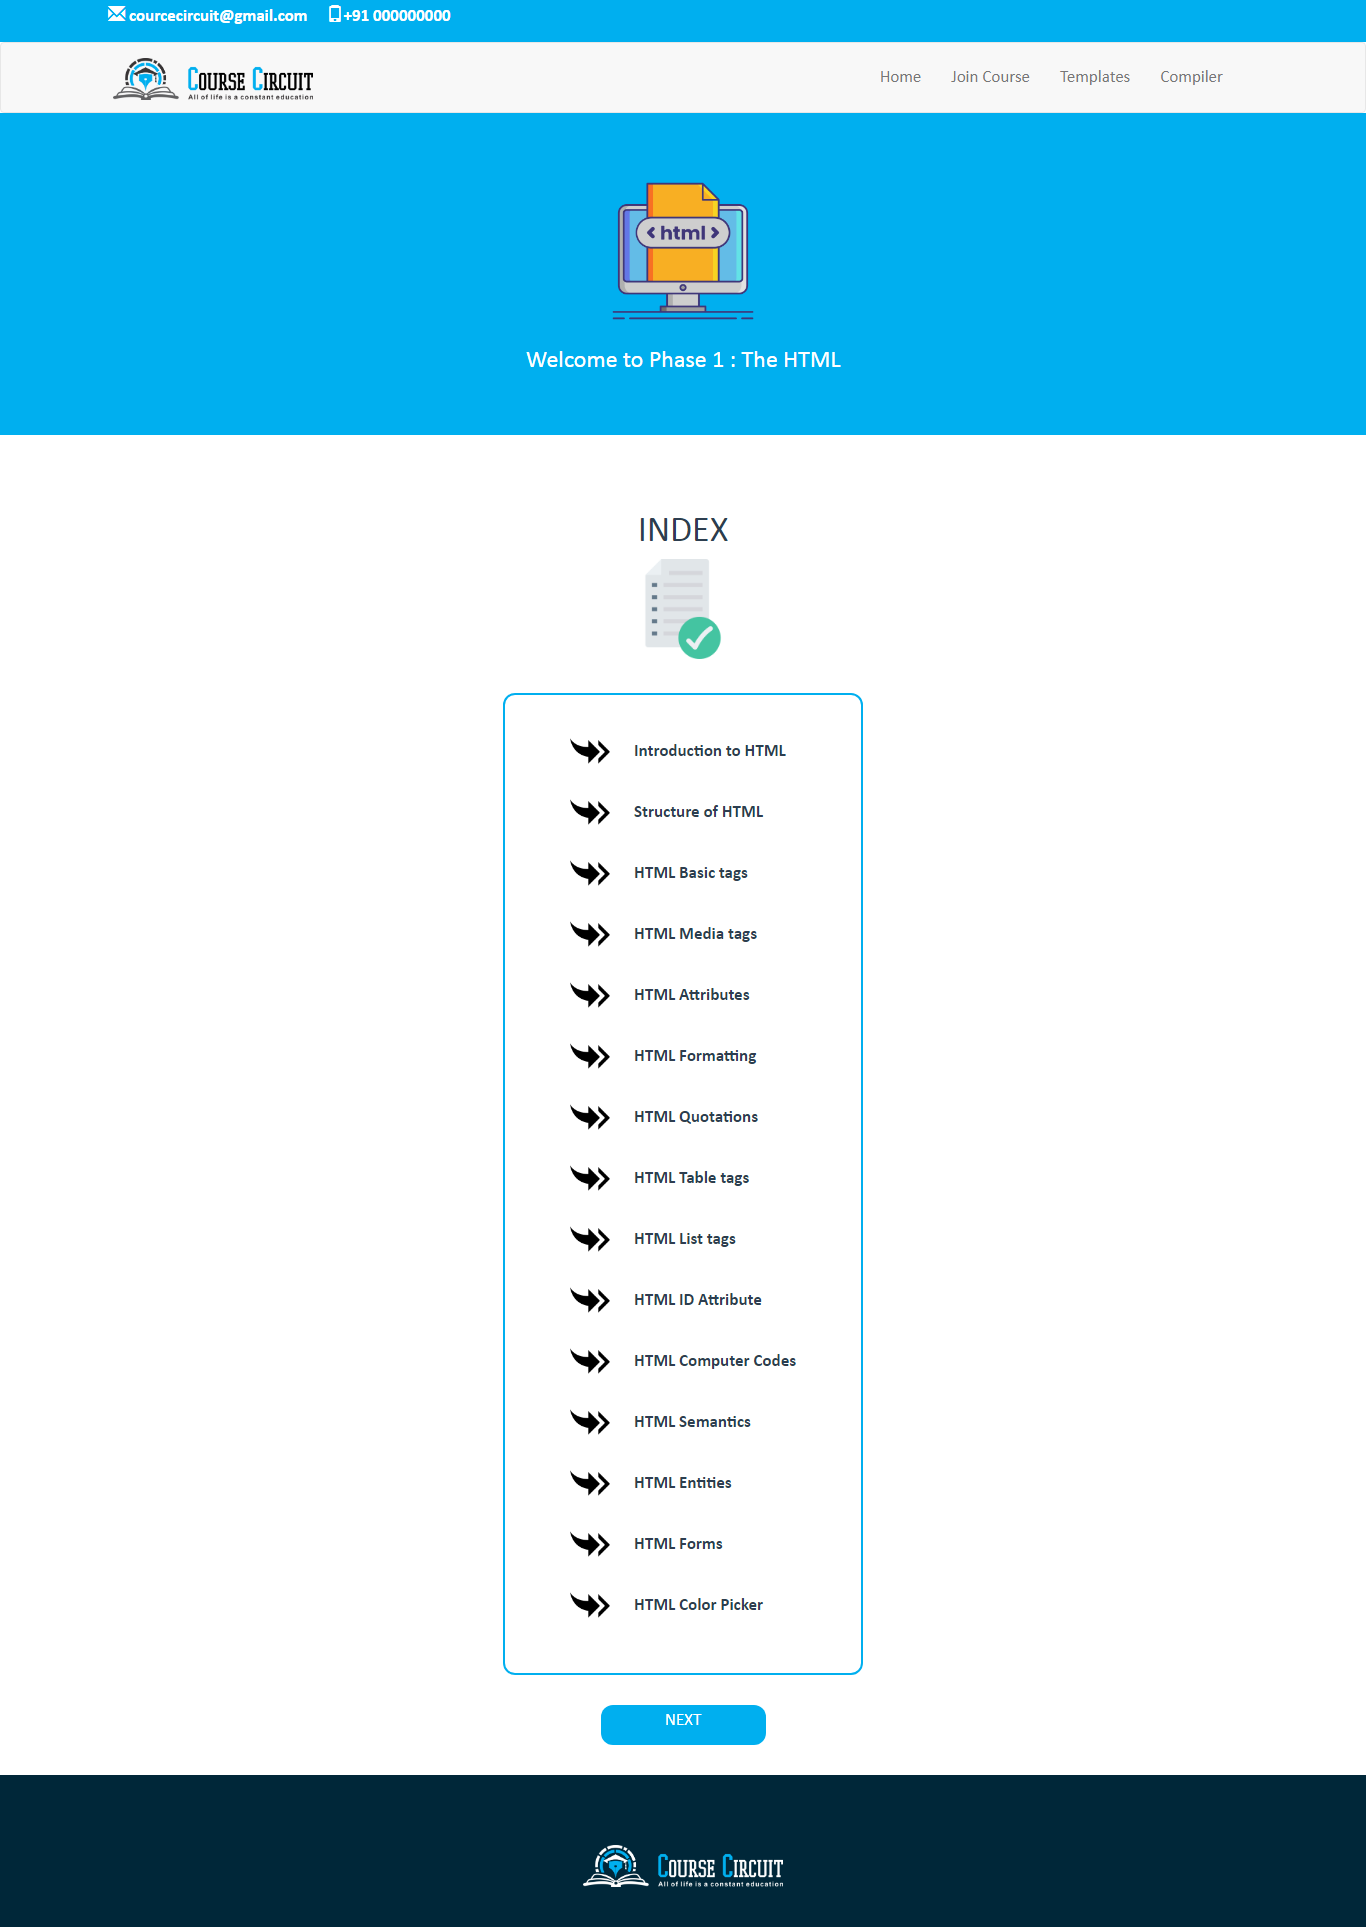 courcecircuit@gmail.com +91 000000000
COURSE CIRCUIT
All of life is a constant education
Home Join Course Templates Compiler
< html >
Welcome to Phase 1 : The HTML
INDEX
Introduction to HTML
Structure of HTML
HTML Basic tags
HTML Media tags
HTML Attributes
HTML Formatting
HTML Quotations
HTML Table tags
HTML List tags
HTML ID Attribute
HTML Computer Codes
HTML Semantics
HTML Entities
HTML Forms
HTML Color Picker
NEXT
COURSE CIRCUIT
All of life is a constant education